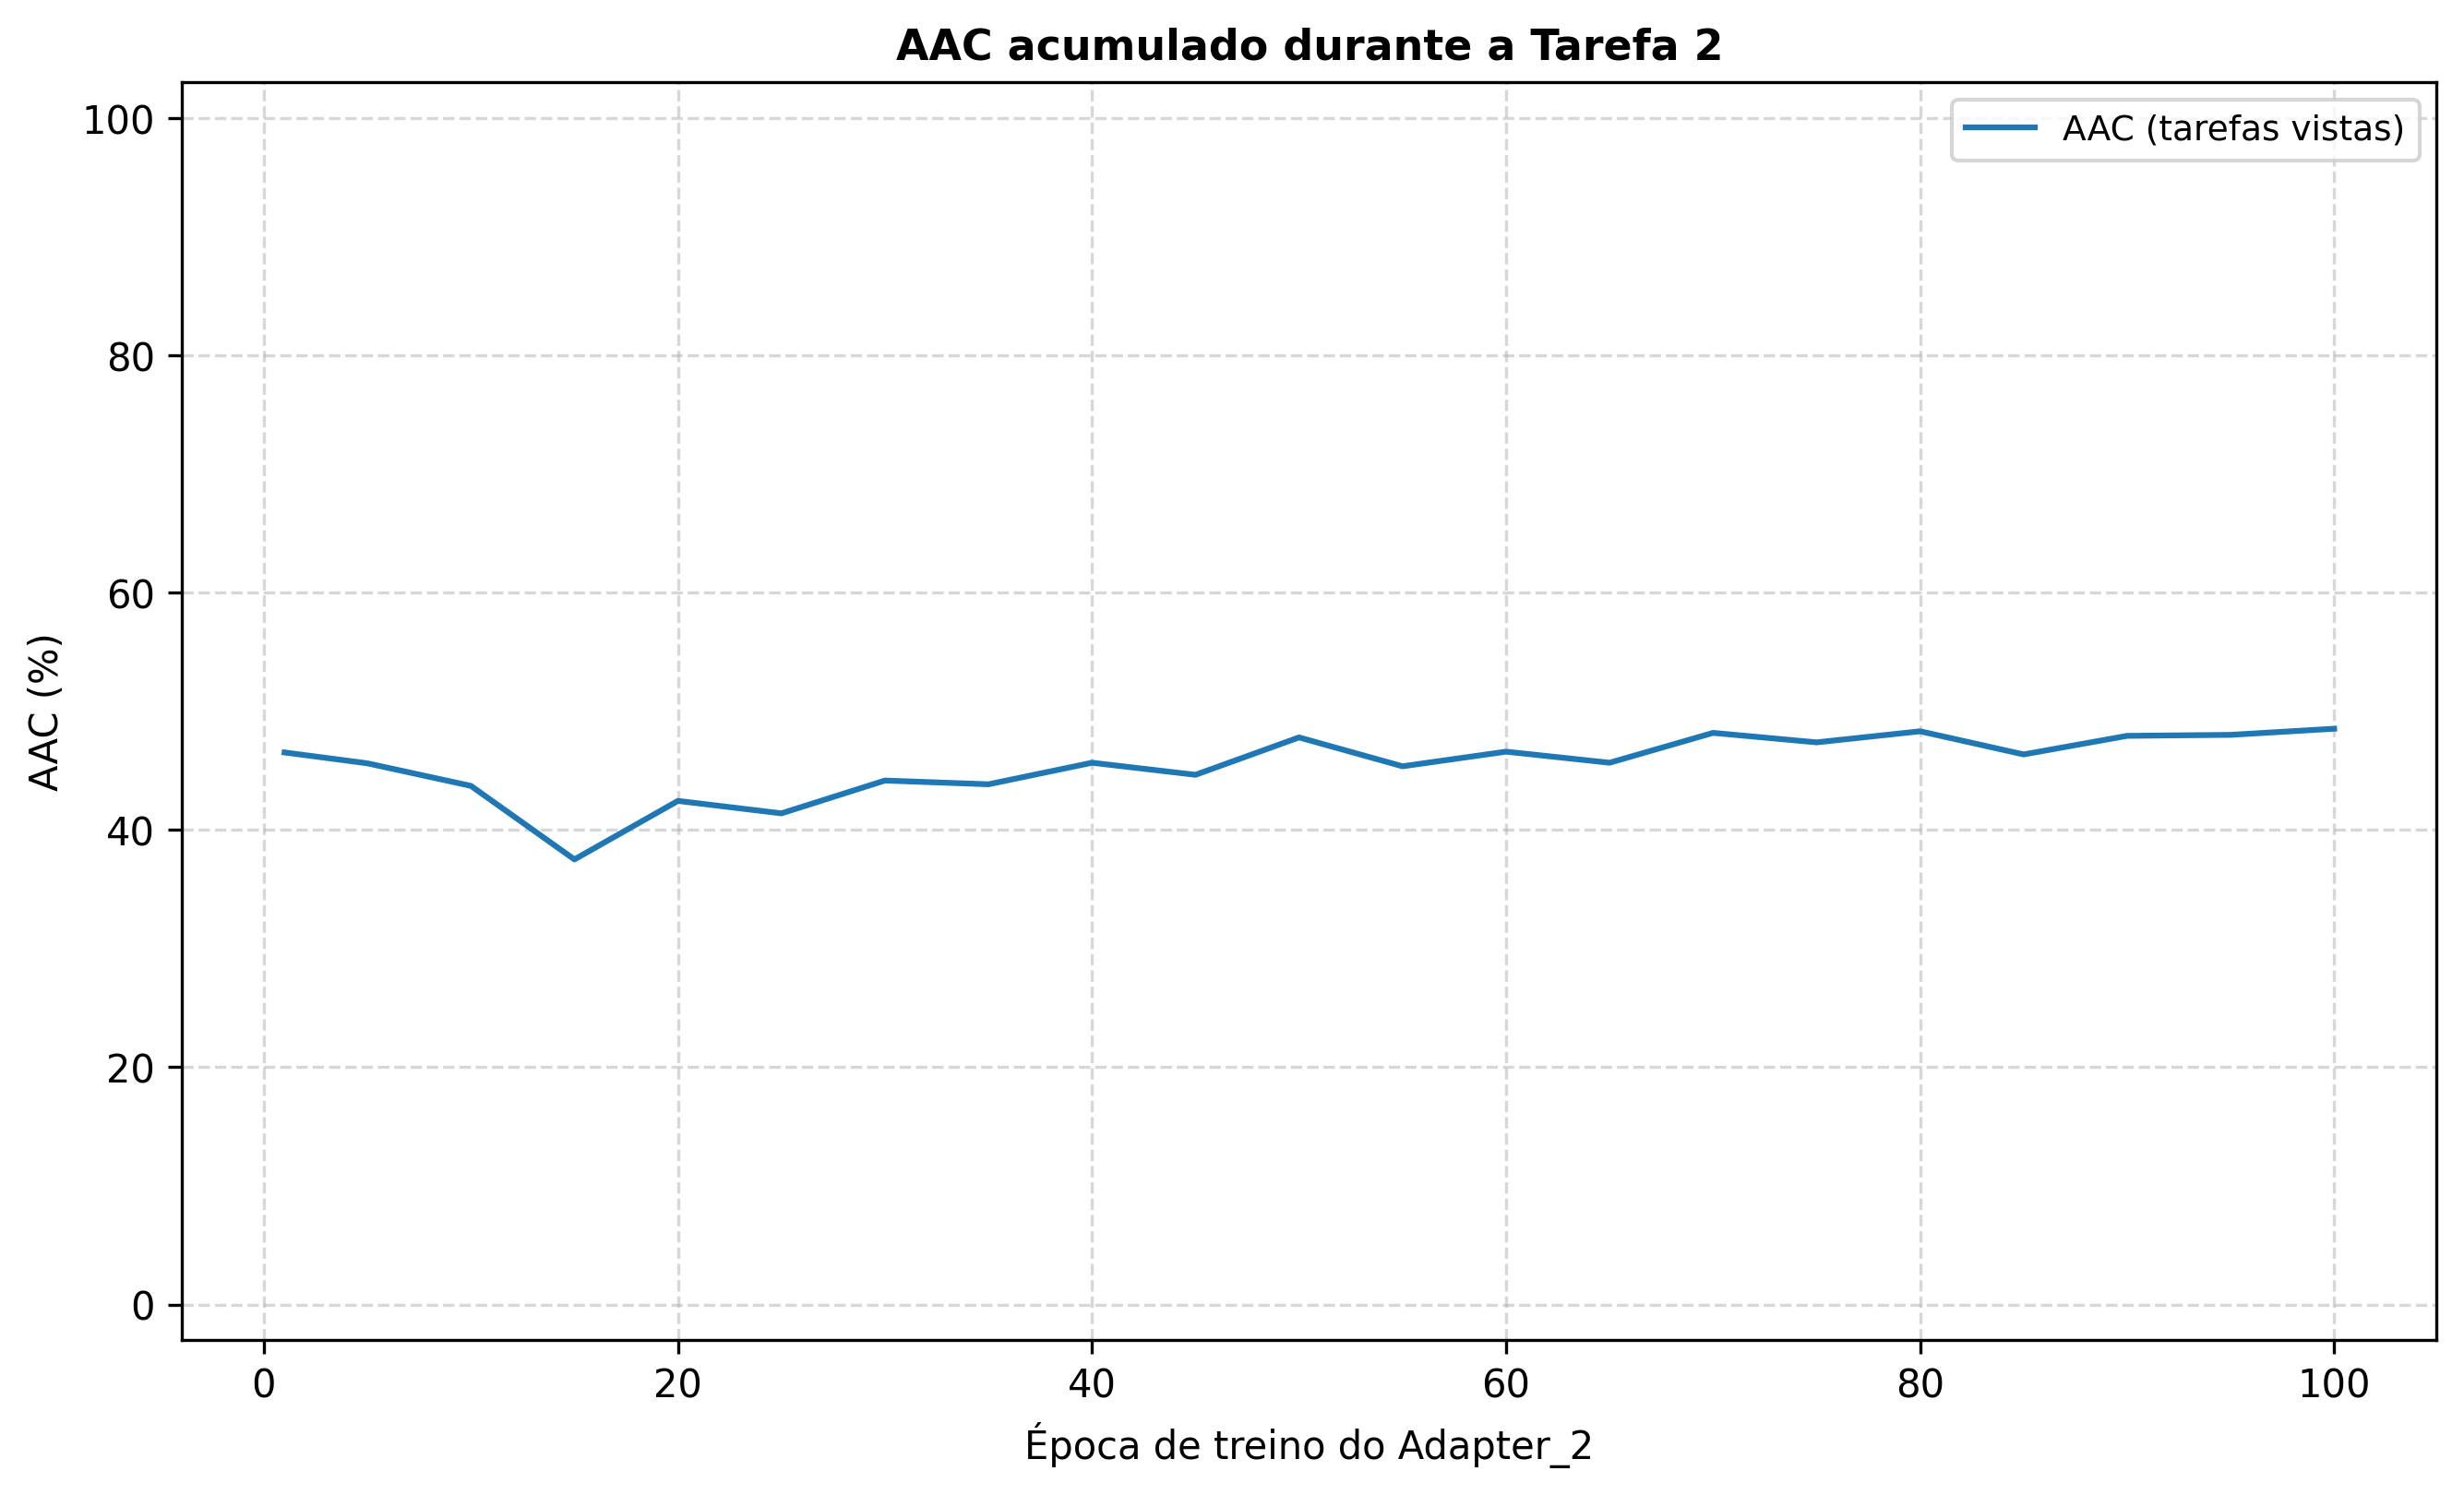 AAC acumulado durante a Tarefa 2
AAC (tarefas vistas)
100
80
60
40
20
0
AAC (%)
0 20 40 60 80 100
Época de treino do Adapter_2